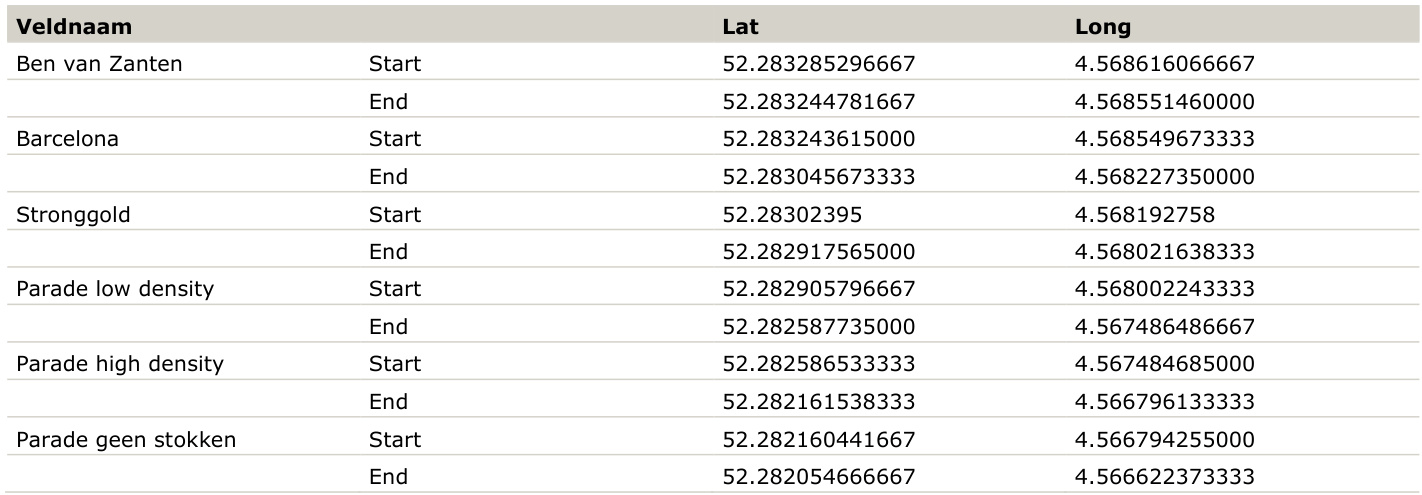 Veldnaam Lat Long
Ben van Zanten Start 52.283285296667 4.568616066667
End 52.283244781667 4.568551460000
Barcelona Start 52.283243615000 4.568549673333
End 52.283045673333 4.568227350000
Stronggold Start 52.28302395 4.568192758
End 52.282917565000 4.568021638333
Parade low density Start 52.282905796667 4.568002243333
End 52.282587735000 4.567486486667
Parade high density Start 52.282586533333 4.567484685000
End 52.282161538333 4.566796133333
Parade geen stokken Start 52.282160441667 4.566794255000
End 52.282054666667 4.566622373333